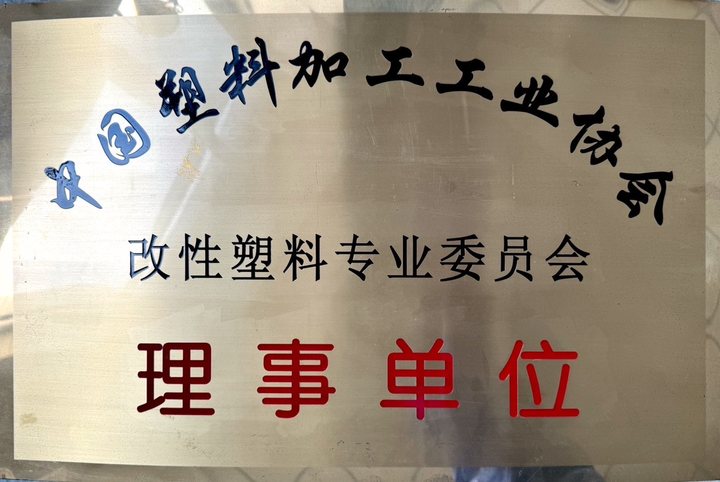 中国塑料加工工业协会
改性塑料专业委员会
理事单位